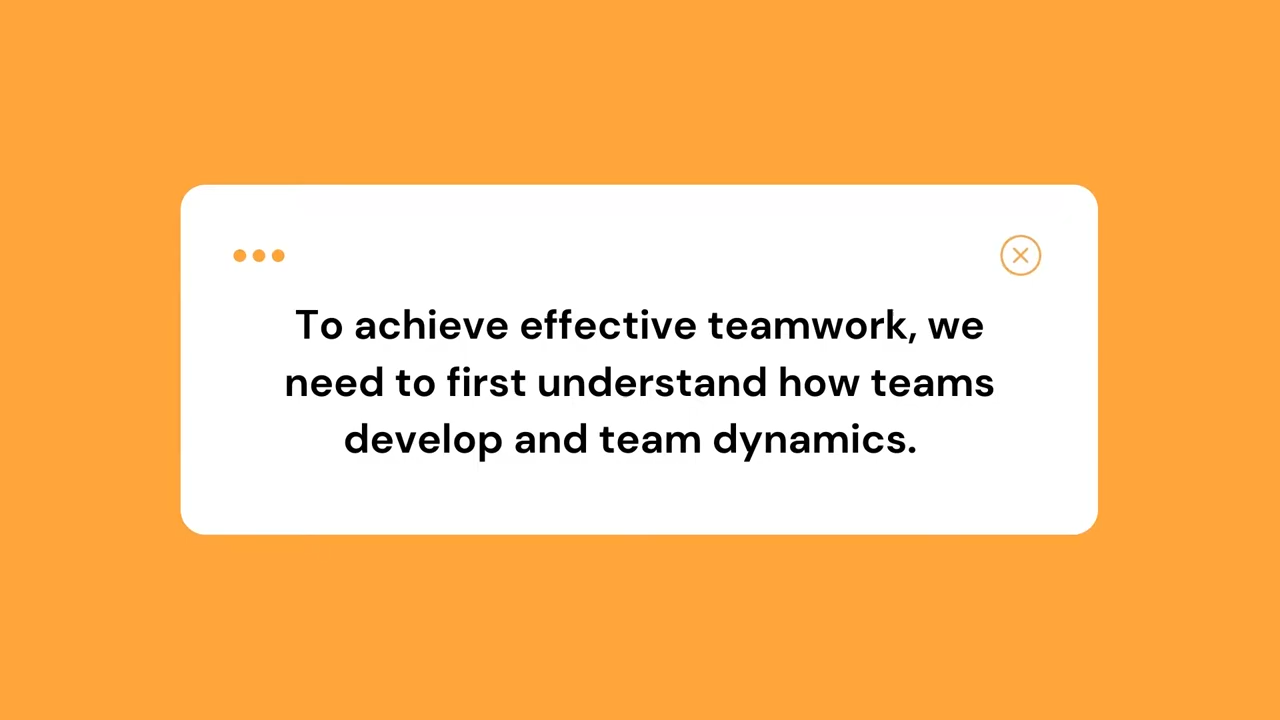 To achieve effective teamwork, we
need to first understand how teams
develop and team dynamics.